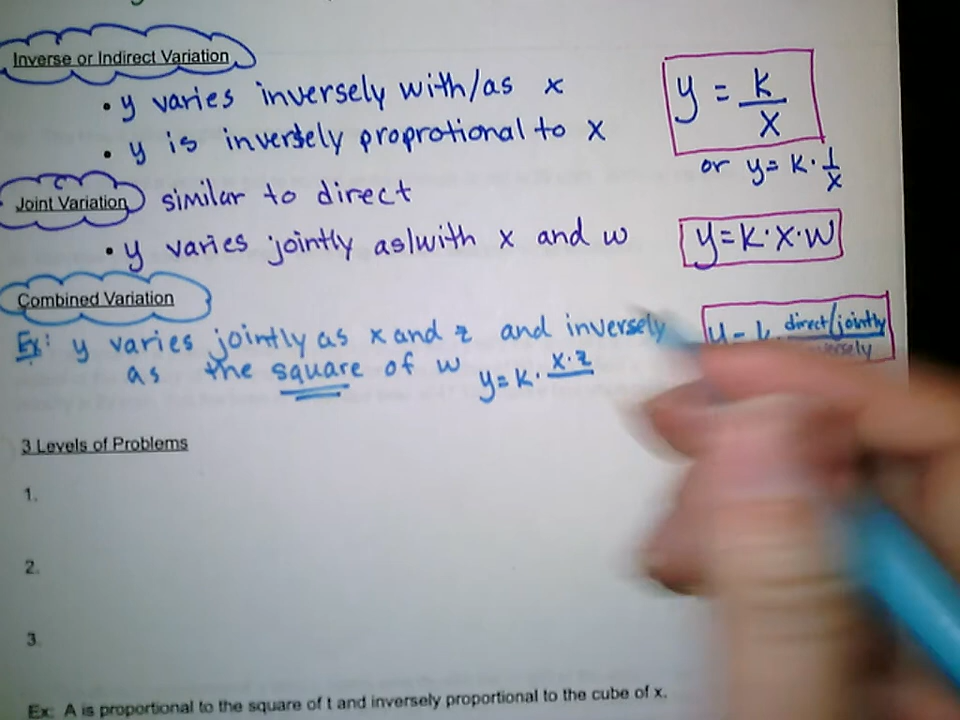 Inverse or Indirect Variation
• y varies inversely with/as x
y = k/x
• y is inversely proprotional to x
or y = k · 1/x
Joint Variation similar to direct
• y varies jointly as/with x and w
y = k·x·w
Combined Variation
Ex: y varies jointly as x and z and inversely
direct/jointly
as the square of w y = k · x·z
3 Levels of Problems
1.
2.
3.
Ex: A is proportional to the square of t and inversely proportional to the cube of x.